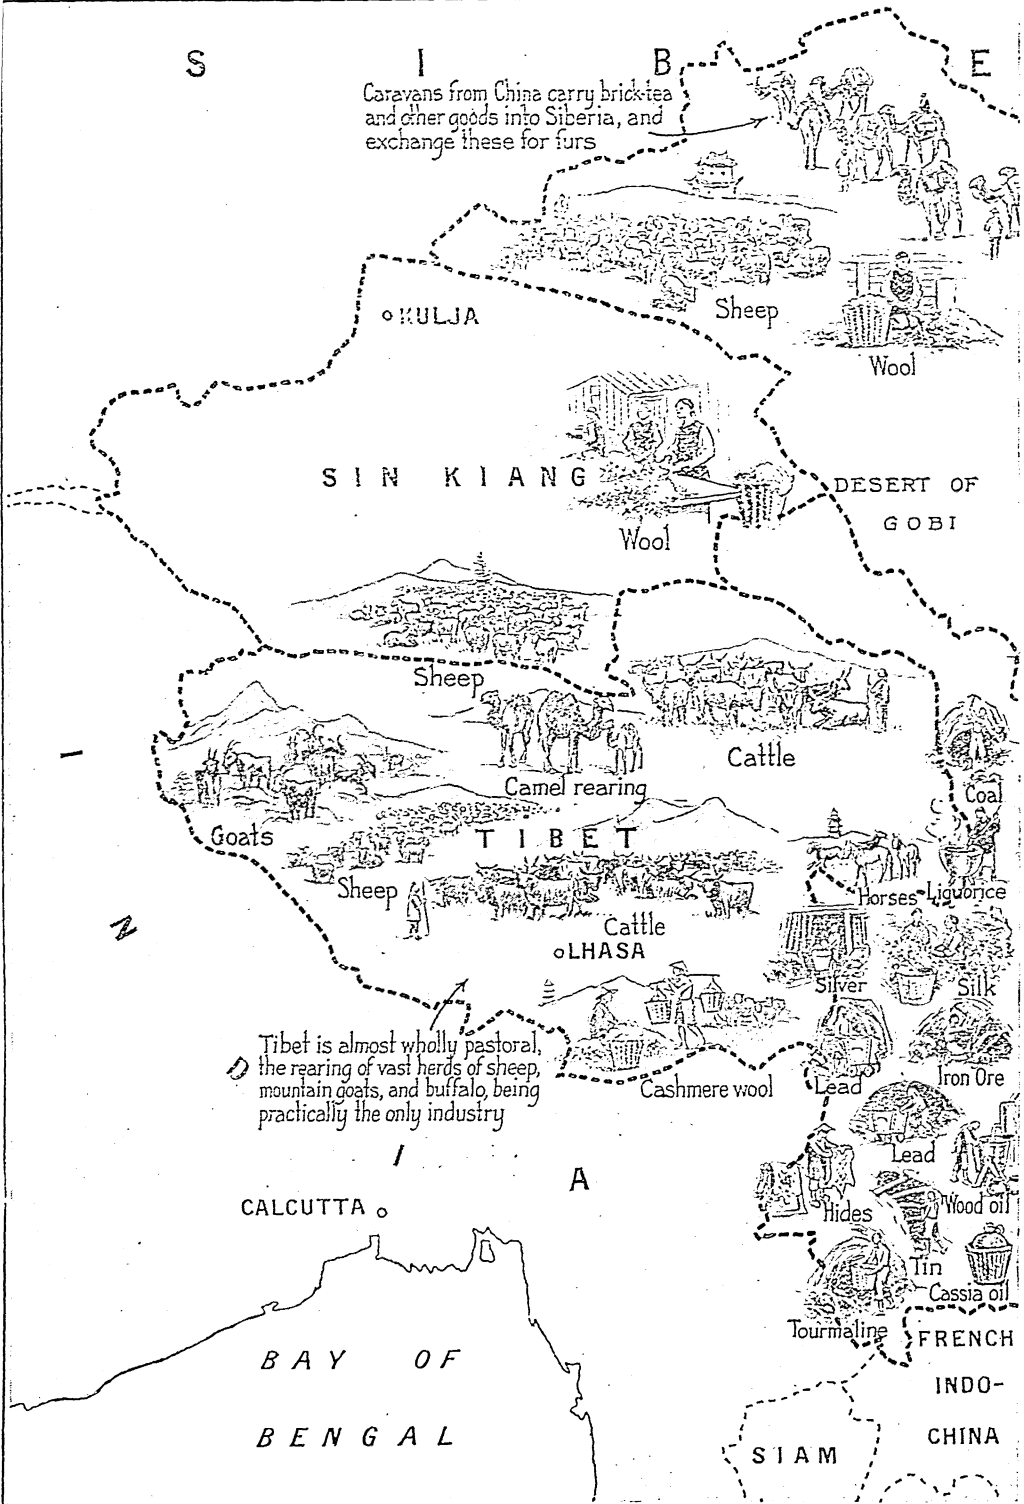 S I B E
Caravans from China carry brick-tea
and other goods into Siberia, and
exchange these for furs
Sheep
Wool
KULJA
SIN KIANG
Wool
DESERT OF
GOBI
Sheep
Cattle
Camel rearing
Coal
Goats
TIBET
Sheep
Horses
Liquorice
Cattle
LHASA
Silver
Silk
Tibet is almost wholly pastoral,
the rearing of vast herds of sheep,
mountain goats, and buffalo, being
practically the only industry
Cashmere wool
Lead
Iron Ore
Lead
I N D I A
CALCUTTA
Hides
Wood oil
Tin
Cassia oil
Tourmaline
FRENCH
INDO-
CHINA
BAY OF
BENGAL
SIAM